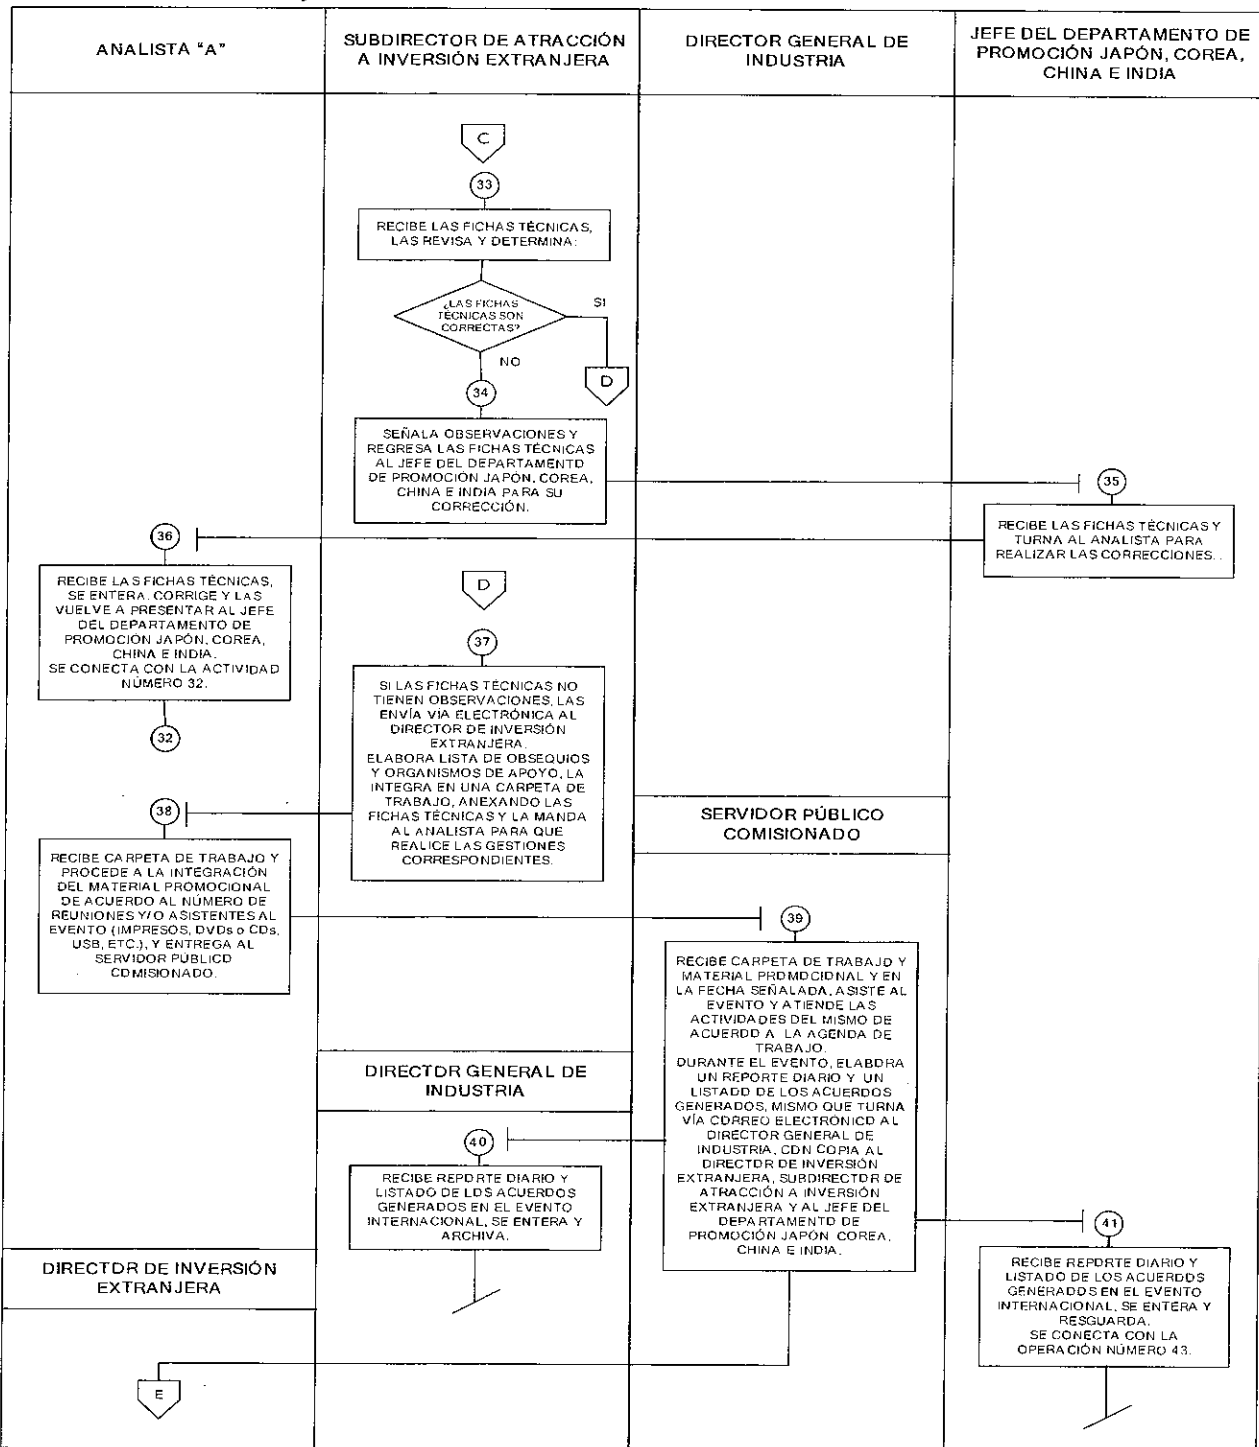 ANALISTA "A"
SUBDIRECTOR DE ATRACCIÓN
A INVERSIÓN EXTRANJERA
DIRECTOR GENERAL DE
INDUSTRIA
JEFE DEL DEPARTAMENTO DE
PROMOCIÓN JAPÓN, COREA,
CHINA E INDIA
C
33
RECIBE LAS FICHAS TÉCNICAS,
LAS REVISA Y DETERMINA:
¿LAS FICHAS
TÉCNICAS SON
CORRECTAS?
SI
NO
D
34
SEÑALA OBSERVACIONES Y
REGRESA LAS FICHAS TÉCNICAS
AL JEFE DEL DEPARTAMENTO
DE PROMOCIÓN JAPÓN, COREA,
CHINA E INDIA PARA SU
CORRECCIÓN.
35
RECIBE LAS FICHAS TÉCNICAS Y
TURNA AL ANALISTA PARA
REALIZAR LAS CORRECCIONES..
36
RECIBE LAS FICHAS TÉCNICAS,
SE ENTERA, CORRIGE Y LAS
VUELVE A PRESENTAR AL JEFE
DEL DEPARTAMENTO DE
PROMOCIÓN JAPÓN, COREA,
CHINA E INDIA.
SE CONECTA CON LA ACTIVIDAD
NÚMERO 32.
32
D
37
SI LAS FICHAS TÉCNICAS NO
TIENEN OBSERVACIONES, LAS
ENVÍA VÍA ELECTRÓNICA AL
DIRECTOR DE INVERSIÓN
EXTRANJERA.
ELABORA LISTA DE OBSEQUIOS
Y ORGANISMOS DE APOYO, LA
INTEGRA EN UNA CARPETA DE
TRABAJO, ANEXANDO LAS
FICHAS TÉCNICAS Y LA MANDA
AL ANALISTA PARA QUE
REALICE LAS GESTIONES
CORRESPONDIENTES.
38
RECIBE CARPETA DE TRABAJO Y
PROCEDE A LA INTEGRACIÓN
DEL MATERIAL PROMOCIONAL
DE ACUERDO AL NÚMERO DE
REUNIONES Y/O ASISTENTES AL
EVENTO (IMPRESOS, DVDs o CDs,
USB, ETC.), Y ENTREGA AL
SERVIDOR PÚBLICO
COMISIONADO.
SERVIDOR PÚBLICO
COMISIONADO
39
RECIBE CARPETA DE TRABAJO Y
MATERIAL PROMOCIONAL Y EN
LA FECHA SEÑALADA, ASISTE AL
EVENTO Y ATIENDE LAS
ACTIVIDADES DEL MISMO DE
ACUERDO A LA AGENDA DE
TRABAJO.
DURANTE EL EVENTO, ELABORA
UN REPORTE DIARIO Y UN
LISTADO DE LOS ACUERDOS
GENERADOS, MISMO QUE TURNA
VÍA CORREO ELECTRÓNICO AL
DIRECTOR GENERAL DE
INDUSTRIA, CON COPIA AL
DIRECTOR DE INVERSIÓN
EXTRANJERA, SUBDIRECTOR DE
ATRACCIÓN A INVERSIÓN
EXTRANJERA Y AL JEFE DEL
DEPARTAMENTO DE
PROMOCIÓN JAPÓN COREA,
CHINA E INDIA.
DIRECTOR GENERAL DE
INDUSTRIA
40
RECIBE REPORTE DIARIO Y
LISTADO DE LOS ACUERDOS
GENERADOS EN EL EVENTO
INTERNACIONAL, SE ENTERA Y
ARCHIVA.
41
RECIBE REPORTE DIARIO Y
LISTADO DE LOS ACUERDOS
GENERADOS EN EL EVENTO
INTERNACIONAL, SE ENTERA Y
RESGUARDA.
SE CONECTA CON LA
OPERACIÓN NÚMERO 43.
DIRECTOR DE INVERSIÓN
EXTRANJERA
E